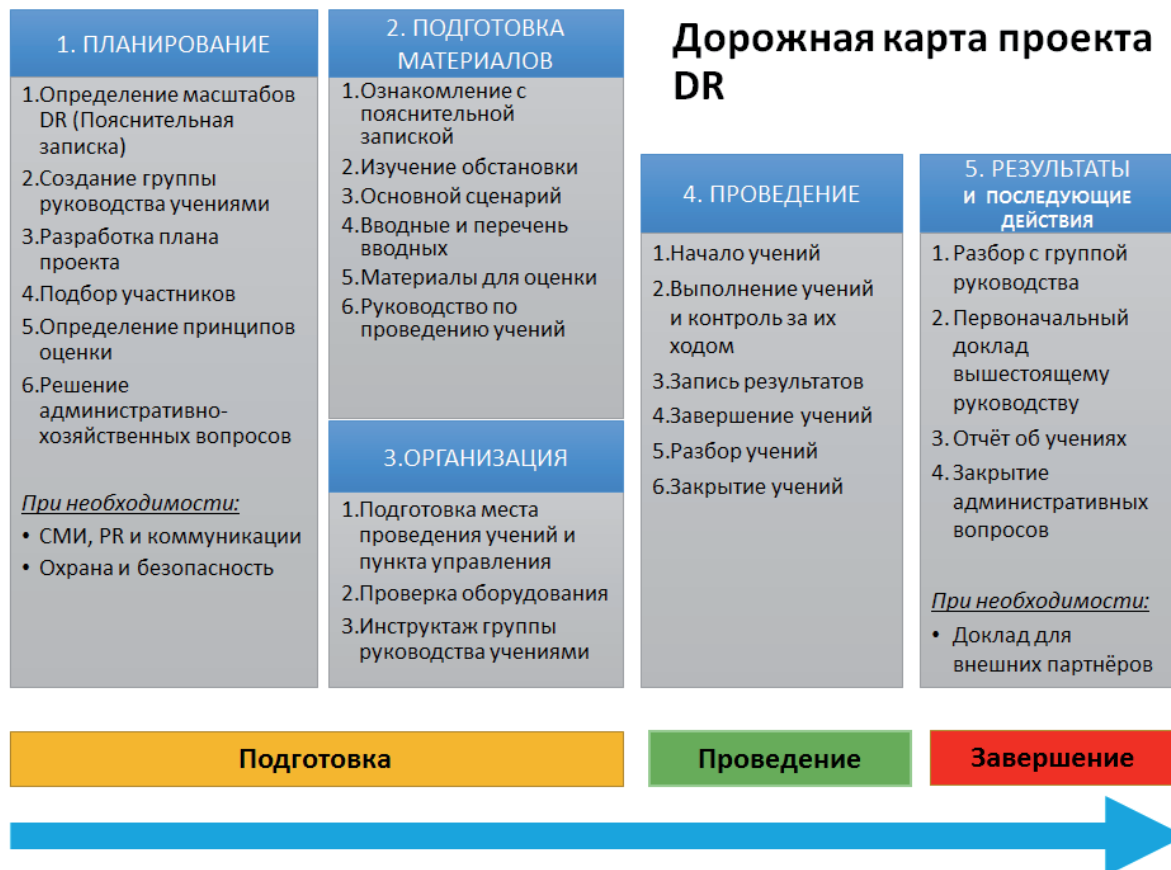 Дорожная карта проекта
DR
1. ПЛАНИРОВАНИЕ
1.Определение масштабов
DR (Пояснительная
записка)
2.Создание группы
руководства учениями
3.Разработка плана
проекта
4.Подбор участников
5.Определение принципов
оценки
6.Решение
административно-
хозяйственных вопросов
При необходимости:
• СМИ, PR и коммуникации
• Охрана и безопасность
2. ПОДГОТОВКА
МАТЕРИАЛОВ
1.Ознакомление с
пояснительной
запиской
2.Изучение обстановки
3.Основной сценарий
4.Вводные и перечень
вводных
5.Материалы для оценки
6.Руководство по
проведению учений
3.ОРГАНИЗАЦИЯ
1.Подготовка места
проведения учений и
пункта управления
2.Проверка оборудования
3.Инструктаж группы
руководства учениями
4. ПРОВЕДЕНИЕ
1.Начало учений
2.Выполнение учений
и контроль за их
ходом
3.Запись результатов
4.Завершение учений
5.Разбор учений
6.Закрытие учений
5. РЕЗУЛЬТАТЫ
И ПОСЛЕДУЮЩИЕ
ДЕЙСТВИЯ
1. Разбор с группой
руководства
2. Первоначальный
доклад
вышестоящему
руководству
3. Отчёт об учениях
4. Закрытие
административных
вопросов
При необходимости:
• Доклад для
внешних партнёров
Подготовка
Проведение
Завершение